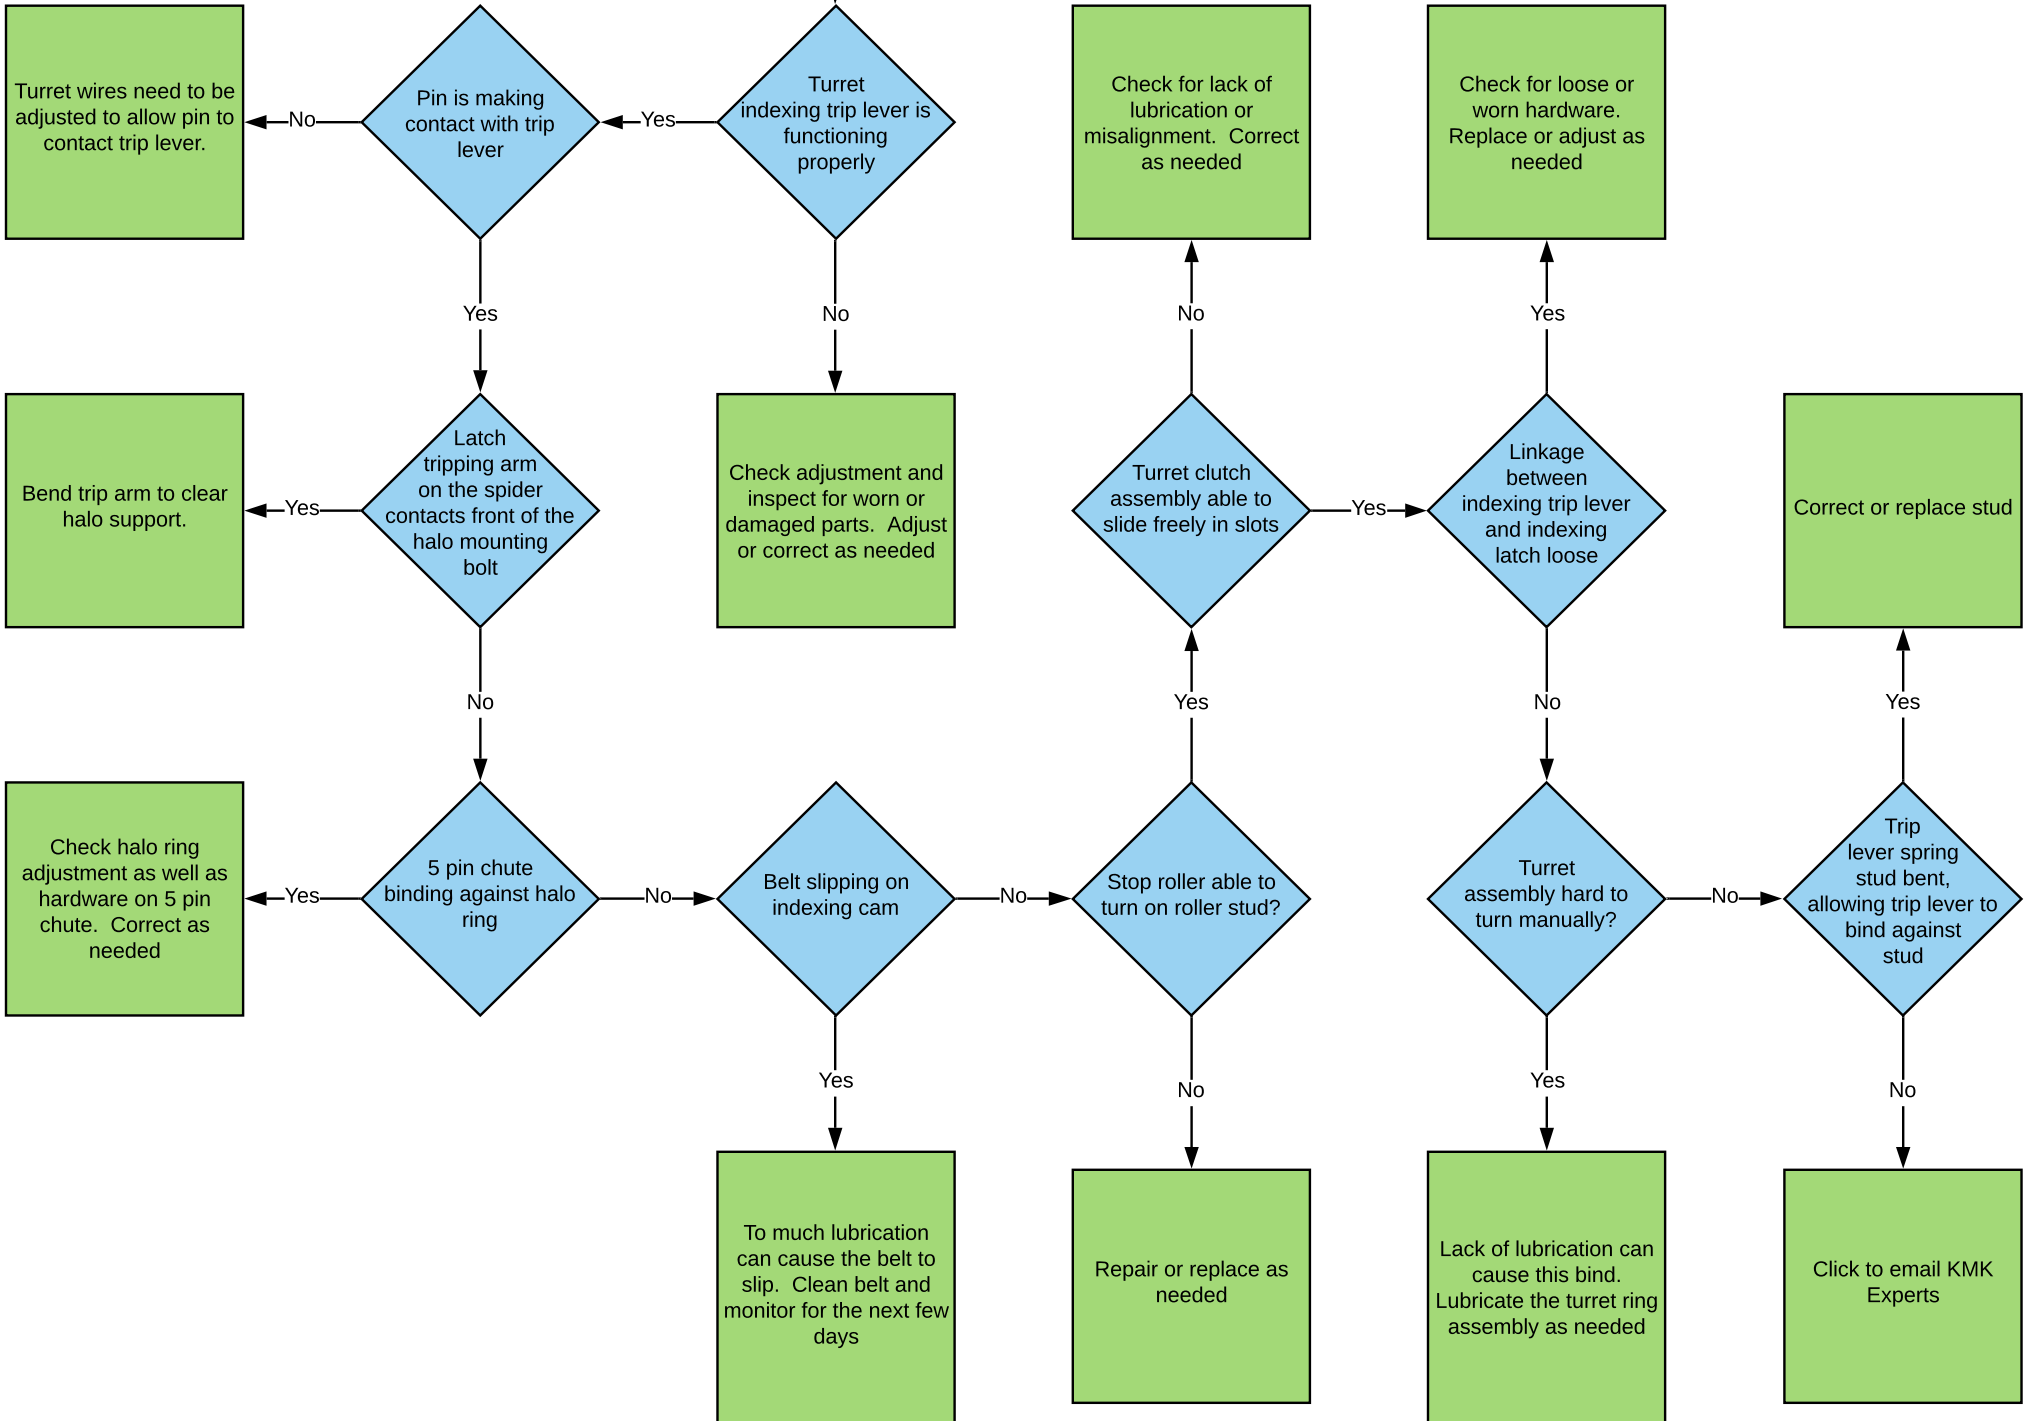 Turret wires need to be
adjusted to allow pin to
contact trip lever.
No
Pin is making
contact with trip
lever
Yes
Turret
indexing trip lever is
functioning
properly
Check for lack of
lubrication or
misalignment.  Correct
as needed
Check for loose or
worn hardware.
Replace or adjust as
needed
Yes
No
No
Yes
Bend trip arm to clear
halo support.
Yes
Latch
tripping arm
on the spider
contacts front of the
halo mounting
bolt
Check adjustment and
inspect for worn or
damaged parts.  Adjust
or correct as needed
Turret clutch
assembly able to
slide freely in slots
Yes
Linkage
between
indexing trip lever
and indexing
latch loose
Correct or replace stud
No
Yes
No
Yes
Check halo ring
adjustment as well as
hardware on 5 pin
chute.  Correct as
needed
Yes
5 pin chute
binding against halo
ring
No
Belt slipping on
indexing cam
No
Stop roller able to
turn on roller stud?
Turret
assembly hard to
turn manually?
No
Trip
lever spring
stud bent,
allowing trip lever to
bind against
stud
Yes
No
Yes
No
To much lubrication
can cause the belt to
slip.  Clean belt and
monitor for the next few
days
Repair or replace as
needed
Lack of lubrication can
cause this bind.
Lubricate the turret ring
assembly as needed
Click to email KMK
Experts